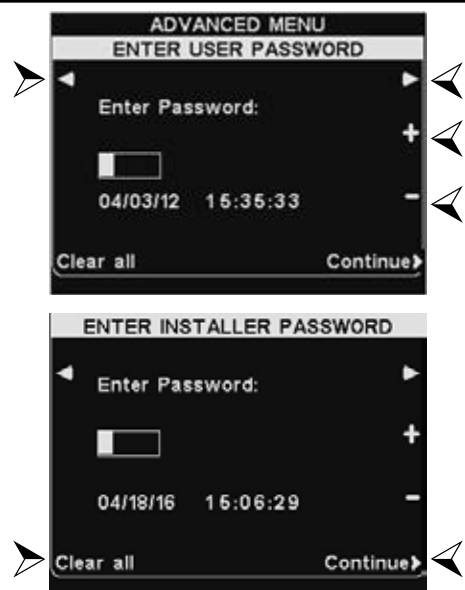 ADVANCED MENU
ENTER USER PASSWORD
Enter Password:
+
04/03/12 15:35:33 -
Clear all Continue
ENTER INSTALLER PASSWORD
Enter Password:
+
04/18/16 15:06:29 -
Clear all Continue